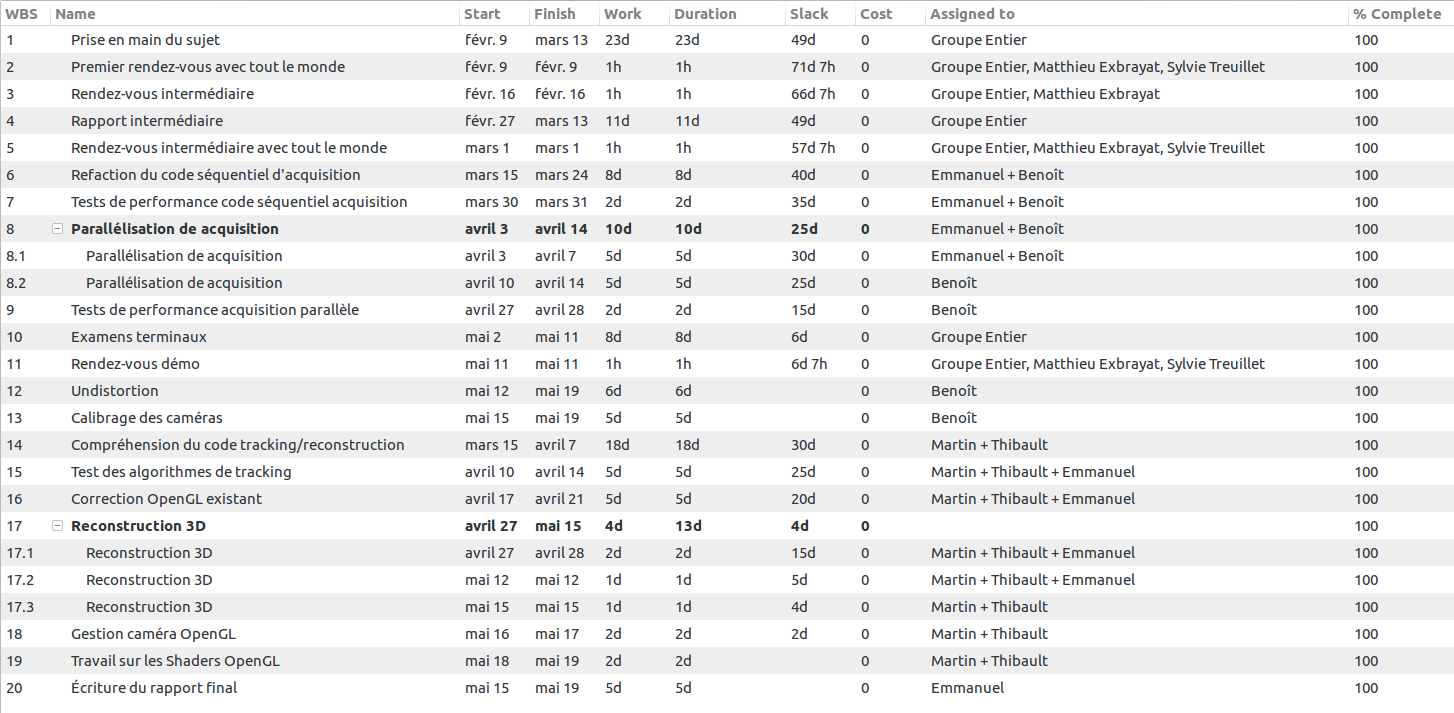 WBS Name Start Finish Work Duration Slack Cost Assigned to % Complete
1 Prise en main du sujet févr. 9 mars 13 23d 23d 49d 0 Groupe Entier 100
2 Premier rendez-vous avec tout le monde févr. 9 févr. 9 1h 1h 71d 7h 0 Groupe Entier, Matthieu Exbrayat, Sylvie Treuillet 100
3 Rendez-vous intermédiaire févr. 16 févr. 16 1h 1h 66d 7h 0 Groupe Entier, Matthieu Exbrayat 100
4 Rapport intermédiaire févr. 27 mars 13 11d 11d 49d 0 Groupe Entier 100
5 Rendez-vous intermédiaire avec tout le monde mars 1 mars 1 1h 1h 57d 7h 0 Groupe Entier, Matthieu Exbrayat, Sylvie Treuillet 100
6 Refaction du code séquentiel d'acquisition mars 15 mars 24 8d 8d 40d 0 Emmanuel + Benoît 100
7 Tests de performance code séquentiel acquisition mars 30 mars 31 2d 2d 35d 0 Emmanuel + Benoît 100
8 Parallélisation de acquisition avril 3 avril 14 10d 10d 25d 0 Emmanuel + Benoît 100
8.1 Parallélisation de acquisition avril 3 avril 7 5d 5d 30d 0 Emmanuel + Benoît 100
8.2 Parallélisation de acquisition avril 10 avril 14 5d 5d 25d 0 Benoît 100
9 Tests de performance acquisition parallèle avril 27 avril 28 2d 2d 15d 0 Benoît 100
10 Examens terminaux mai 2 mai 11 8d 8d 6d 0 Groupe Entier 100
11 Rendez-vous démo mai 11 mai 11 1h 1h 6d 7h 0 Groupe Entier, Matthieu Exbrayat, Sylvie Treuillet 100
12 Undistortion mai 12 mai 19 6d 6d 0 Benoît 100
13 Calibrage des caméras mai 15 mai 19 5d 5d 0 Benoît 100
14 Compréhension du code tracking/reconstruction mars 15 avril 7 18d 18d 30d 0 Martin + Thibault 100
15 Test des algorithmes de tracking avril 10 avril 14 5d 5d 25d 0 Martin + Thibault + Emmanuel 100
16 Correction OpenGL existant avril 17 avril 21 5d 5d 20d 0 Martin + Thibault + Emmanuel 100
17 Reconstruction 3D avril 27 mai 15 4d 13d 4d 0 100
17.1 Reconstruction 3D avril 27 avril 28 2d 2d 15d 0 Martin + Thibault + Emmanuel 100
17.2 Reconstruction 3D mai 12 mai 12 1d 1d 5d 0 Martin + Thibault + Emmanuel 100
17.3 Reconstruction 3D mai 15 mai 15 1d 1d 4d 0 Martin + Thibault 100
18 Gestion caméra OpenGL mai 16 mai 17 2d 2d 2d 0 Martin + Thibault 100
19 Travail sur les Shaders OpenGL mai 18 mai 19 2d 2d 0 Martin + Thibault 100
20 Écriture du rapport final mai 15 mai 19 5d 5d 0 Emmanuel 100